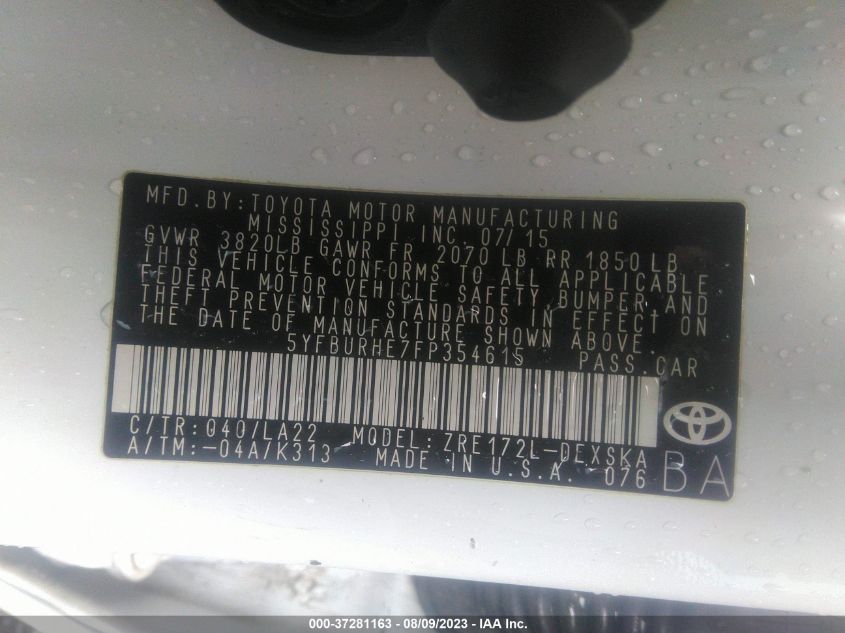 MFD. BY: TOYOTA MOTOR MANUFACTURING
MISSISSIPPI INC. 07/15
GVWR 3820LB GAWR FR 2070 LB RR 1850 LB
THIS VEHICLE CONFORMS TO ALL APPLICABLE
FEDERAL MOTOR VEHICLE SAFETY, BUMPER AND
THEFT PREVENTION STANDARDS IN EFFECT ON
THE DATE OF MANUFACTURE SHOWN ABOVE.
5YFBURHE7FP354615 PASS. CAR
C/TR: 040/LA22 MODEL: ZRE172L-DEXSKA
A/TM: -04A/K313 MADE IN U.S.A. 076
BA
000-37281163 - 08/09/2023 - IAA Inc.